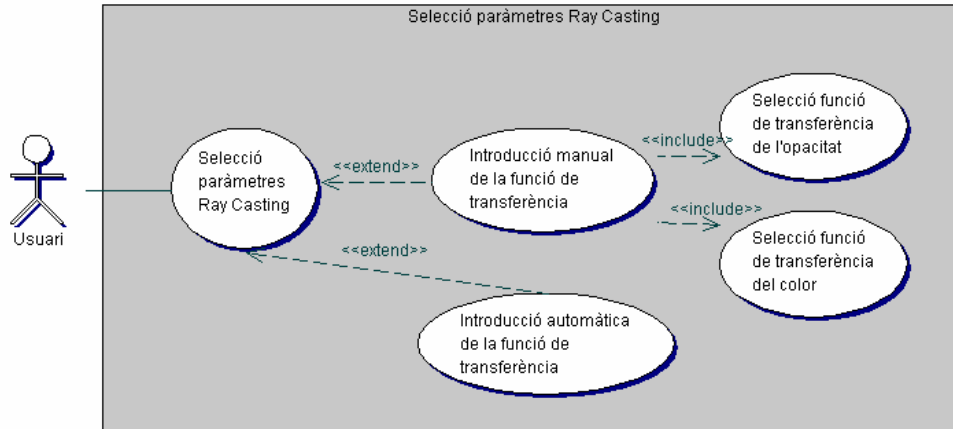 Selecció paràmetres Ray Casting
Usuari
Selecció
paràmetres
Ray Casting
<<extend>>
<<extend>>
Introducció manual
de la funció de
transferència
Introducció automàtica
de la funció de
transferència
<<include>>
<<include>>
Selecció funció
de transferència
de l'opacitat
Selecció funció
de transferència
del color